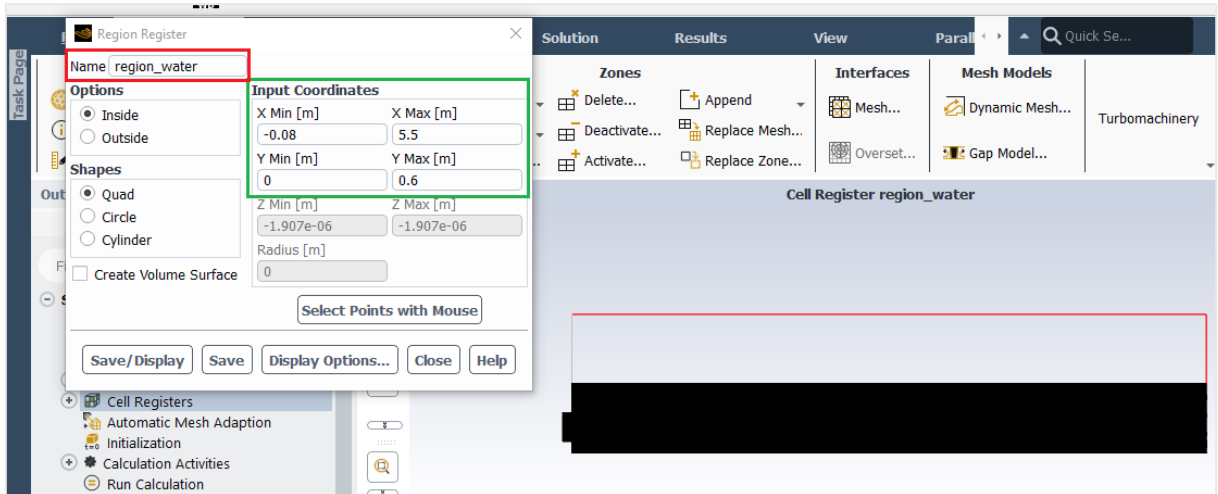 Region Register
Name region_water
Options
Inside
Outside
Shapes
Quad
Circle
Cylinder
Create Volume Surface
Input Coordinates
X Min [m] X Max [m]
-0.08 5.5
Y Min [m] Y Max [m]
0 0.6
Z Min [m] Z Max [m]
-1.907e-06 -1.907e-06
Radius [m]
0
Select Points with Mouse
Save/Display Save Display Options... Close Help
Task Page
Solution Results View Parall Quick Se...
Zones
Delete... Append
Deactivate... Replace Mesh...
Activate... Replace Zone...
Interfaces
Mesh...
Overset...
Mesh Models
Dynamic Mesh...
Gap Model...
Turbomachinery
Out
Cell Register region_water
Cell Registers
Automatic Mesh Adaption
Initialization
Calculation Activities
Run Calculation